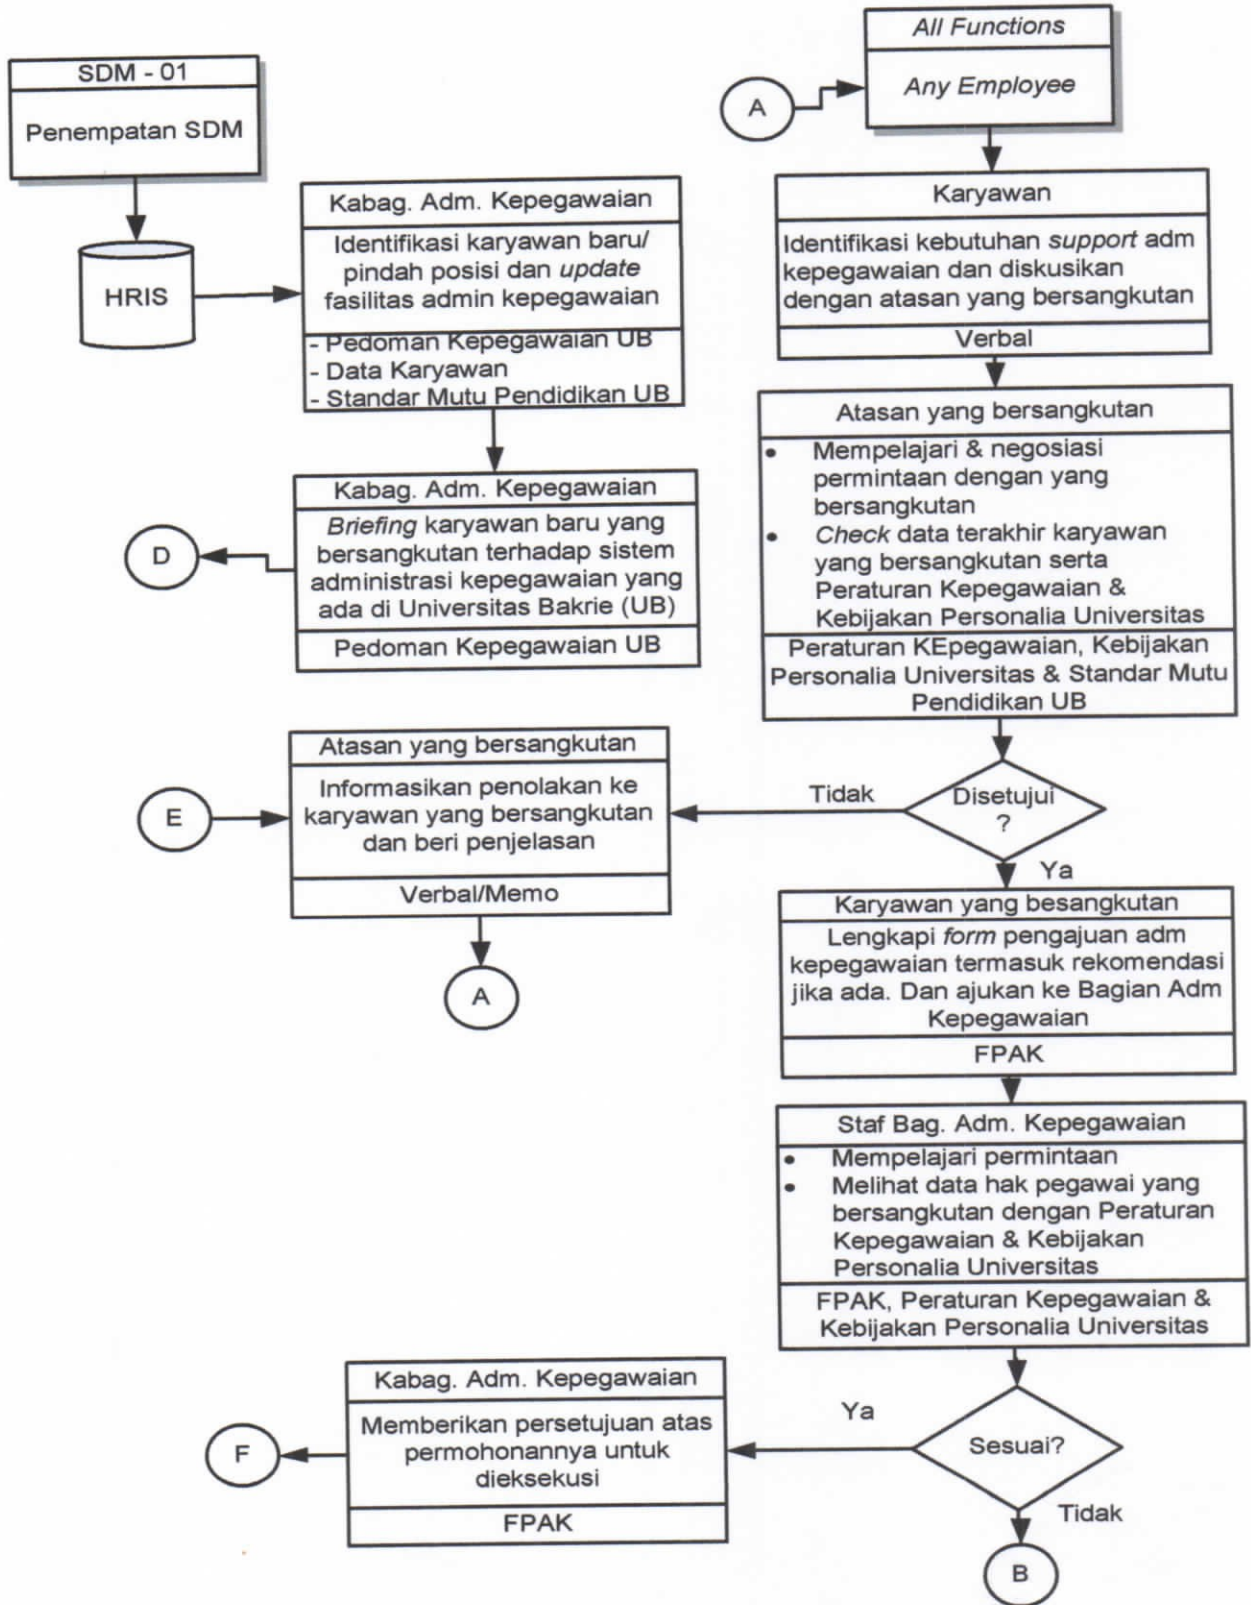 SDM - 01
Penempatan SDM
HRIS
Kabag. Adm. Kepegawaian
Identifikasi karyawan baru/
pindah posisi dan update
fasilitas admin kepegawaian
- Pedoman Kepegawaian UB
- Data Karyawan
- Standar Mutu Pendidikan UB
Kabag. Adm. Kepegawaian
Briefing karyawan baru yang
bersangkutan terhadap sistem
administrasi kepegawaian yang
ada di Universitas Bakrie (UB)
Pedoman Kepegawaian UB
D
A
All Functions
Any Employee
Karyawan
Identifikasi kebutuhan support adm
kepegawaian dan diskusikan
dengan atasan yang bersangkutan
Verbal
Atasan yang bersangkutan
• Mempelajari & negosiasi
permintaan dengan yang
bersangkutan
• Check data terakhir karyawan
yang bersangkutan serta
Peraturan Kepegawaian &
Kebijakan Personalia Universitas
Peraturan KEpegawaian, Kebijakan
Personalia Universitas & Standar Mutu
Pendidikan UB
Disetujui
?
Tidak
Ya
E
Atasan yang bersangkutan
Informasikan penolakan ke
karyawan yang bersangkutan
dan beri penjelasan
Verbal/Memo
A
Karyawan yang besangkutan
Lengkapi form pengajuan adm
kepegawaian termasuk rekomendasi
jika ada. Dan ajukan ke Bagian Adm
Kepegawaian
FPAK
Staf Bag. Adm. Kepegawaian
• Mempelajari permintaan
• Melihat data hak pegawai yang
bersangkutan dengan Peraturan
Kepegawaian & Kebijakan
Personalia Universitas
FPAK, Peraturan Kepegawaian &
Kebijakan Personalia Universitas
Sesuai?
Ya
Tidak
Kabag. Adm. Kepegawaian
Memberikan persetujuan atas
permohonannya untuk
dieksekusi
FPAK
F
B